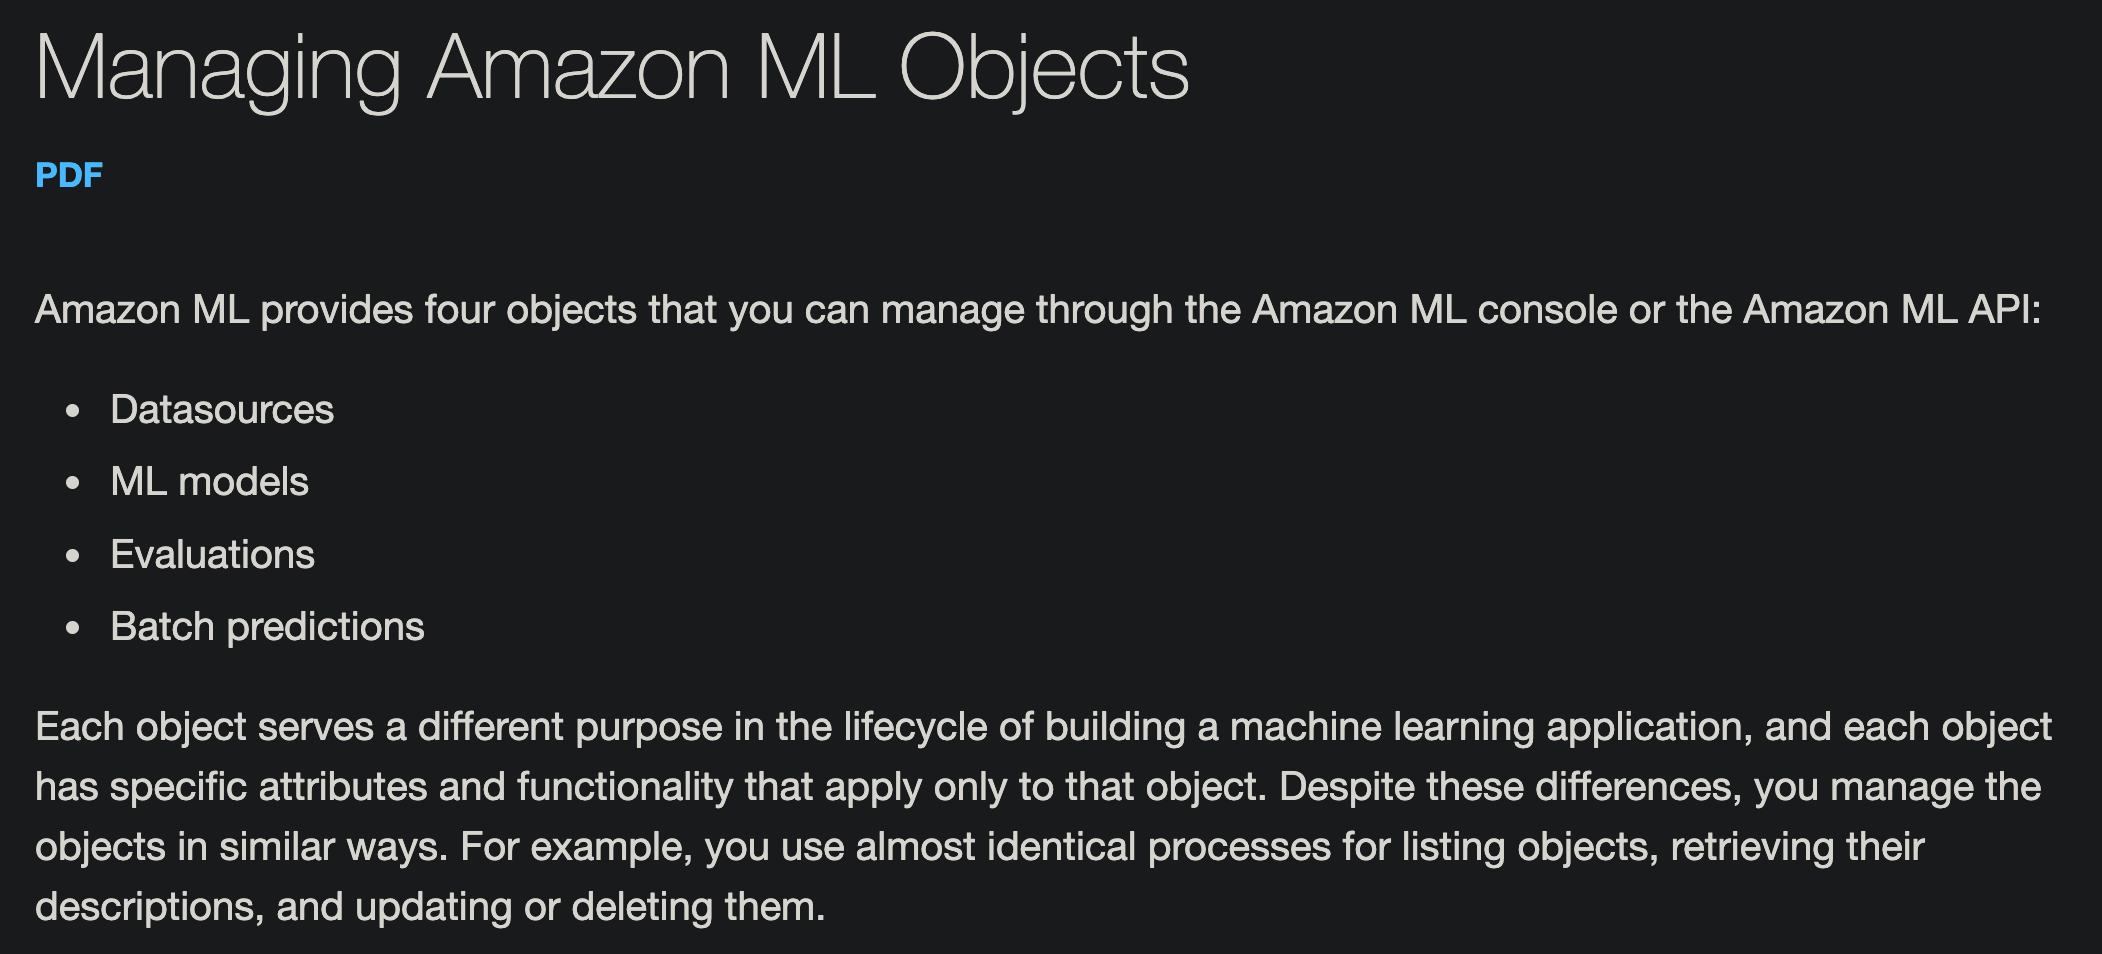 Managing Amazon ML Objects
PDF
Amazon ML provides four objects that you can manage through the Amazon ML console or the Amazon ML API:
• Datasources
• ML models
• Evaluations
• Batch predictions
Each object serves a different purpose in the lifecycle of building a machine learning application, and each object
has specific attributes and functionality that apply only to that object. Despite these differences, you manage the
objects in similar ways. For example, you use almost identical processes for listing objects, retrieving their
descriptions, and updating or deleting them.